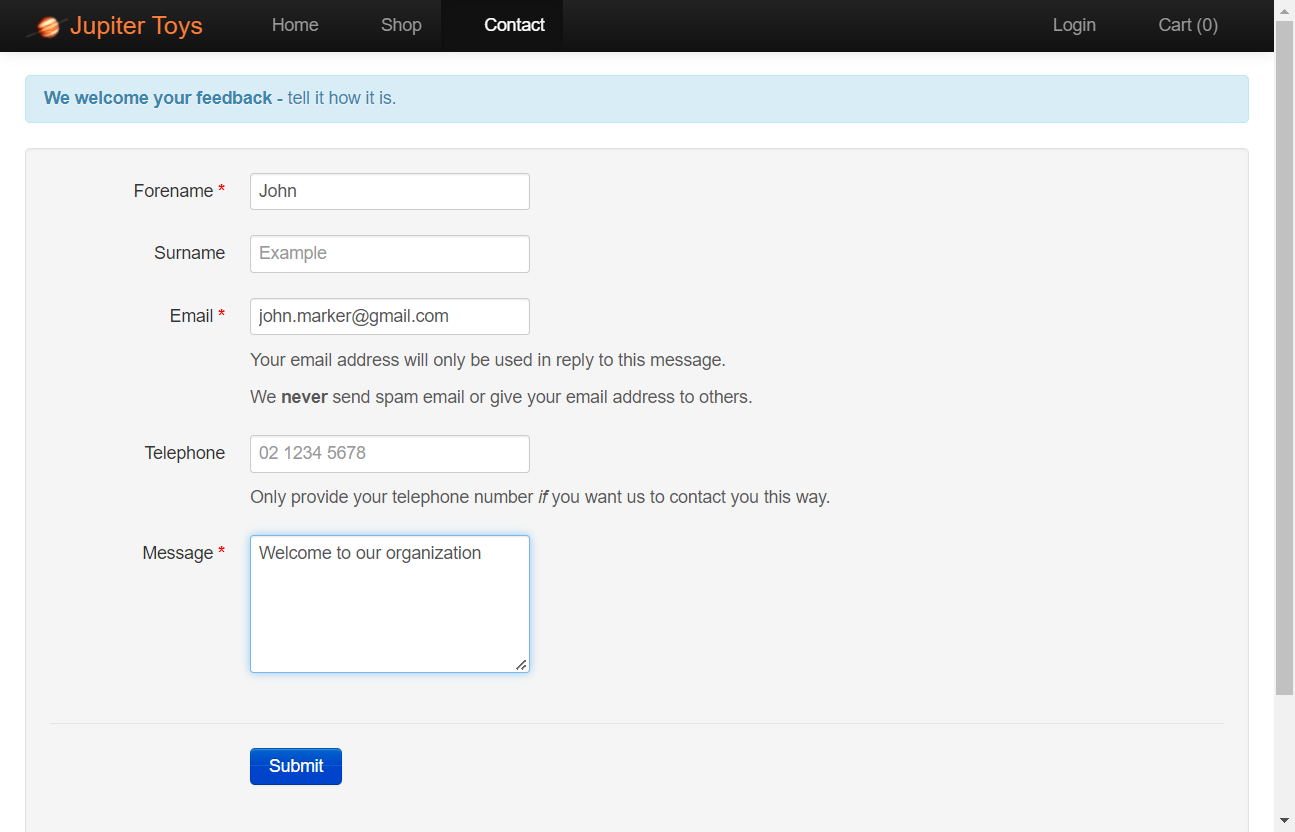 Jupiter Toys Home Shop Contact Login Cart (0)
We welcome your feedback - tell it how it is.
Forename * John
Surname Example
Email * john.marker@gmail.com
Your email address will only be used in reply to this message.
We never send spam email or give your email address to others.
Telephone 02 1234 5678
Only provide your telephone number if you want us to contact you this way.
Message * Welcome to our organization
Submit